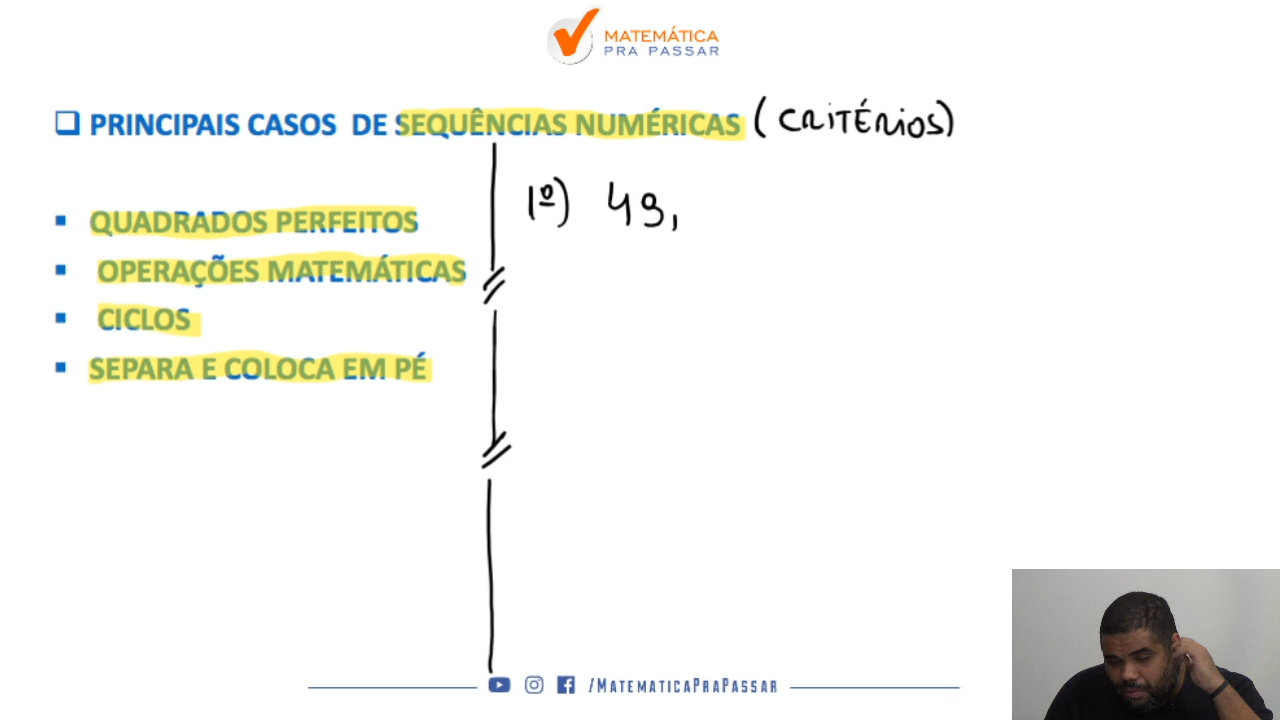 MATEMÁTICA
PRA PASSAR
PRINCIPAIS CASOS DE SEQUÊNCIAS NUMÉRICAS (CRITÉRIOS)
1º) 49,
QUADRADOS PERFEITOS
OPERAÇÕES MATEMÁTICAS
CICLOS
SEPARA E COLOCA EM PÉ
/MATEMATICAPRAPASSAR